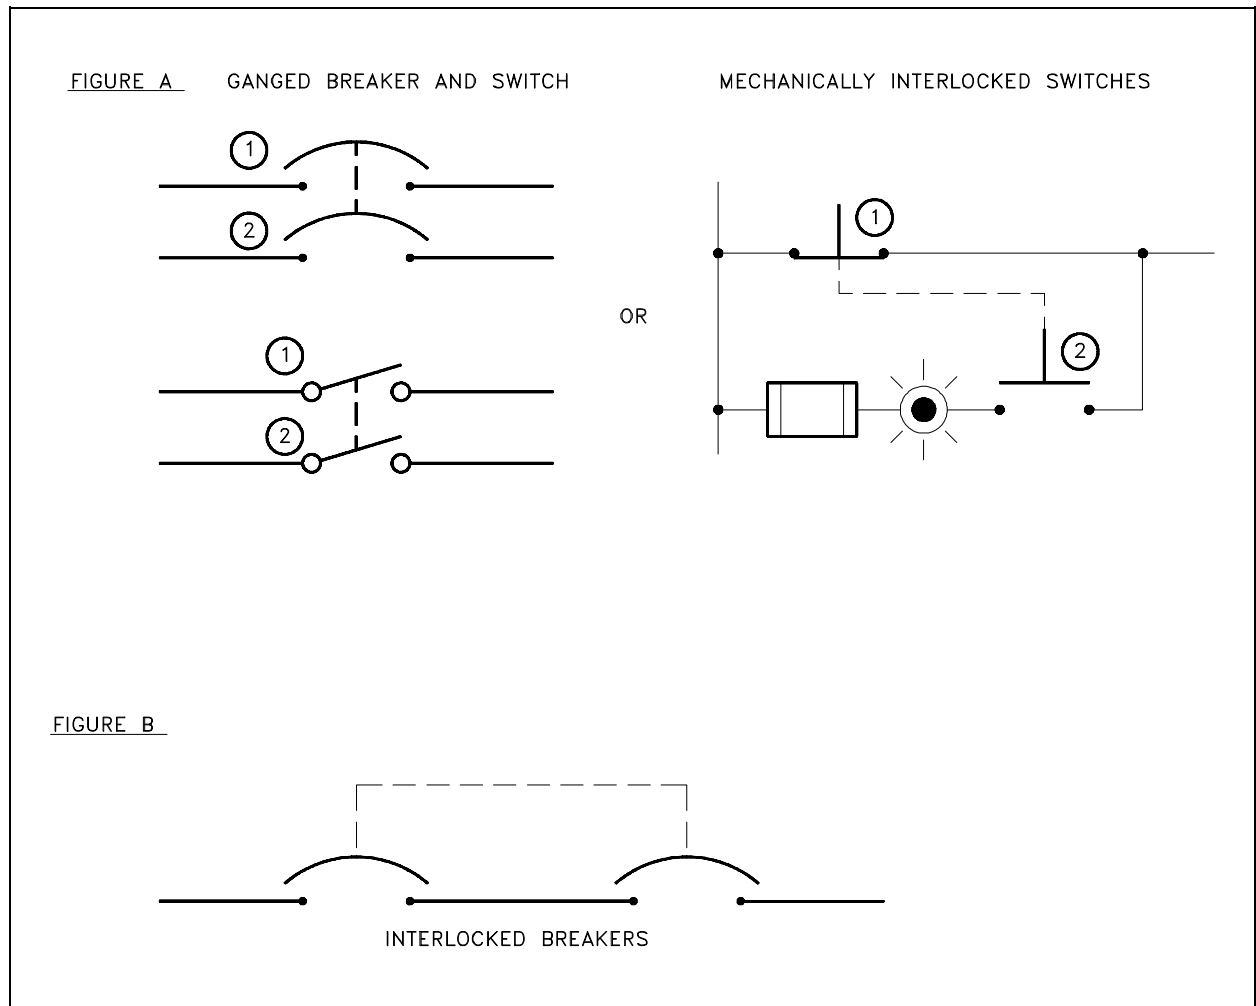 FIGURE A GANGED BREAKER AND SWITCH
MECHANICALLY INTERLOCKED SWITCHES
1
2
1
2
OR
1
2
FIGURE B
INTERLOCKED BREAKERS